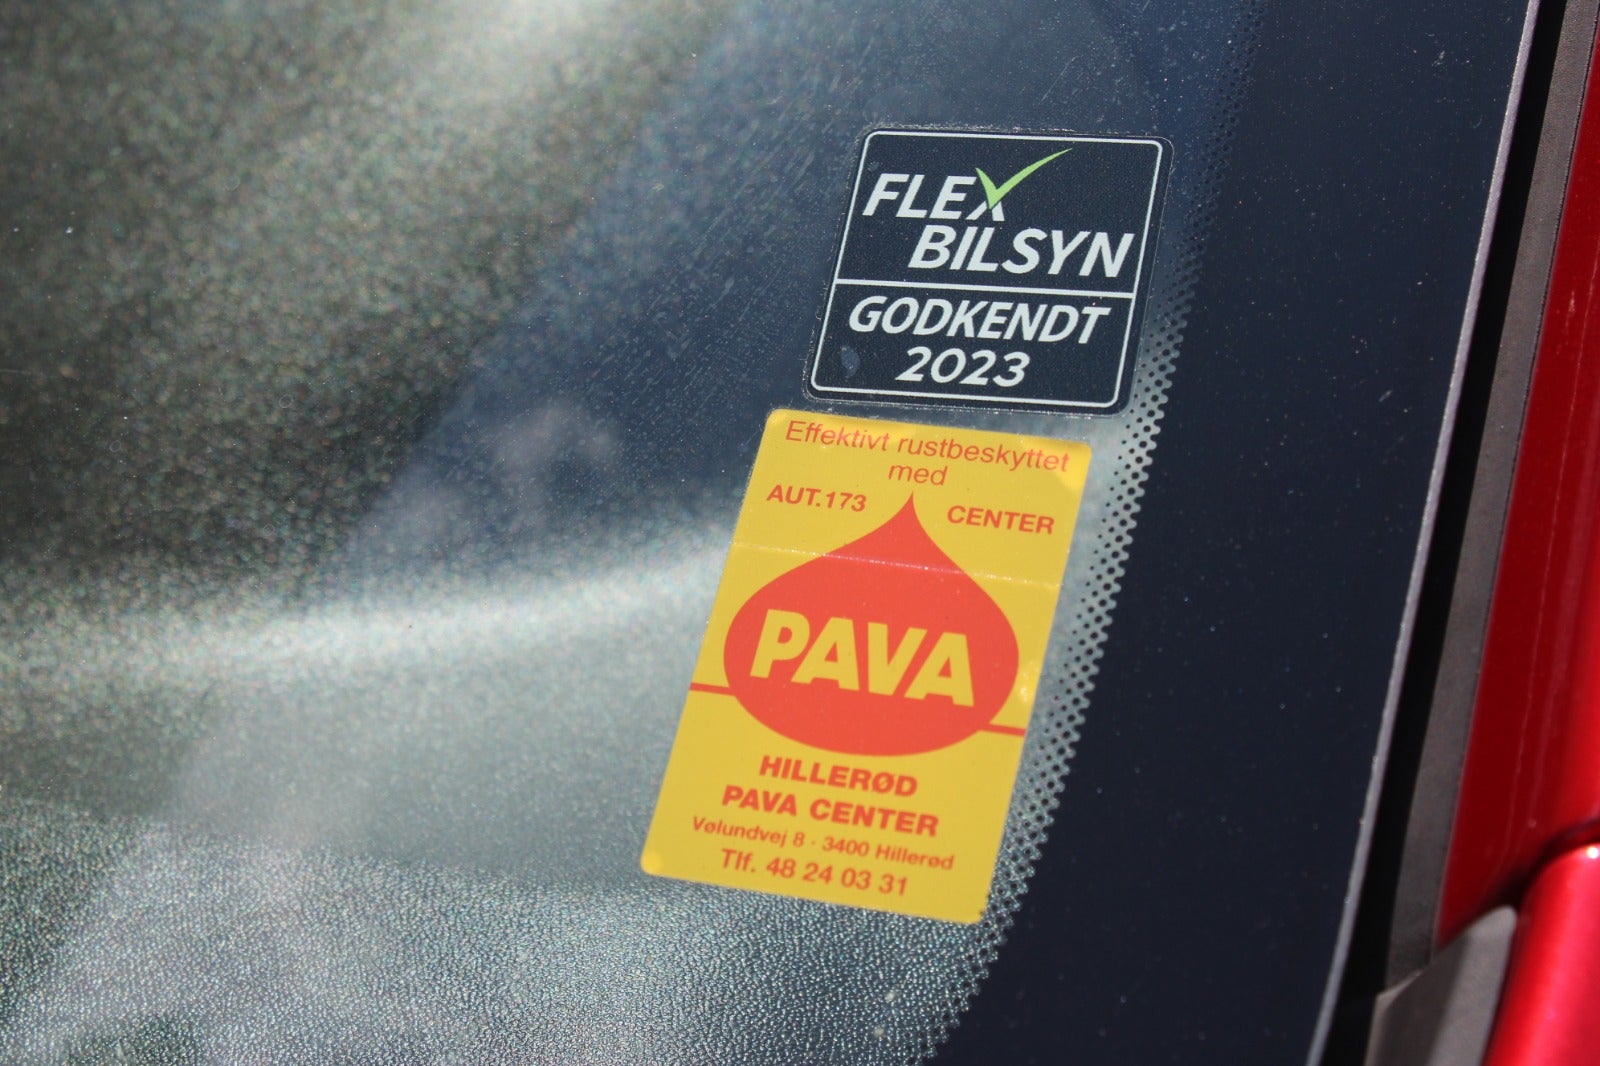 FLEX
BILSYN
GODKENDT
2023
Effektivt rustbeskyttet
med
AUT.173 CENTER
PAVA
HILLERØD
PAVA CENTER
Vølundvej 8 · 3400 Hillerød
Tlf. 48 24 03 31